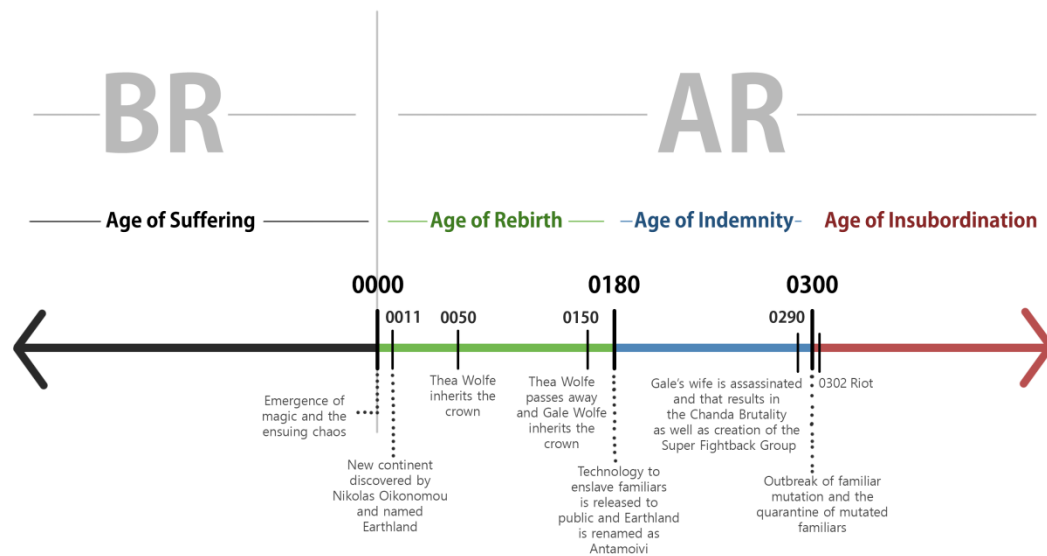 BR
AR
Age of Suffering
Age of Rebirth
Age of Indemnity
Age of Insubordination
0000
0180
0300
0011
0050
0150
0290
Emergence of
magic and the
ensuing chaos
New continent
discovered by
Nikolas Oikonomou
and named
Earthland
Thea Wolfe
inherits the
crown
Thea Wolfe
passes away
and Gale Wolfe
inherits the
crown
Technology to
enslave familiars
is released to
public and Earthland
is renamed as
Antamoivi
Gale's wife is assassinated
and that results in
the Chanda Brutality
as well as creation of the
Super Fightback Group
0302 Riot
Outbreak of familiar
mutation and the
quarantine of mutated
familiars